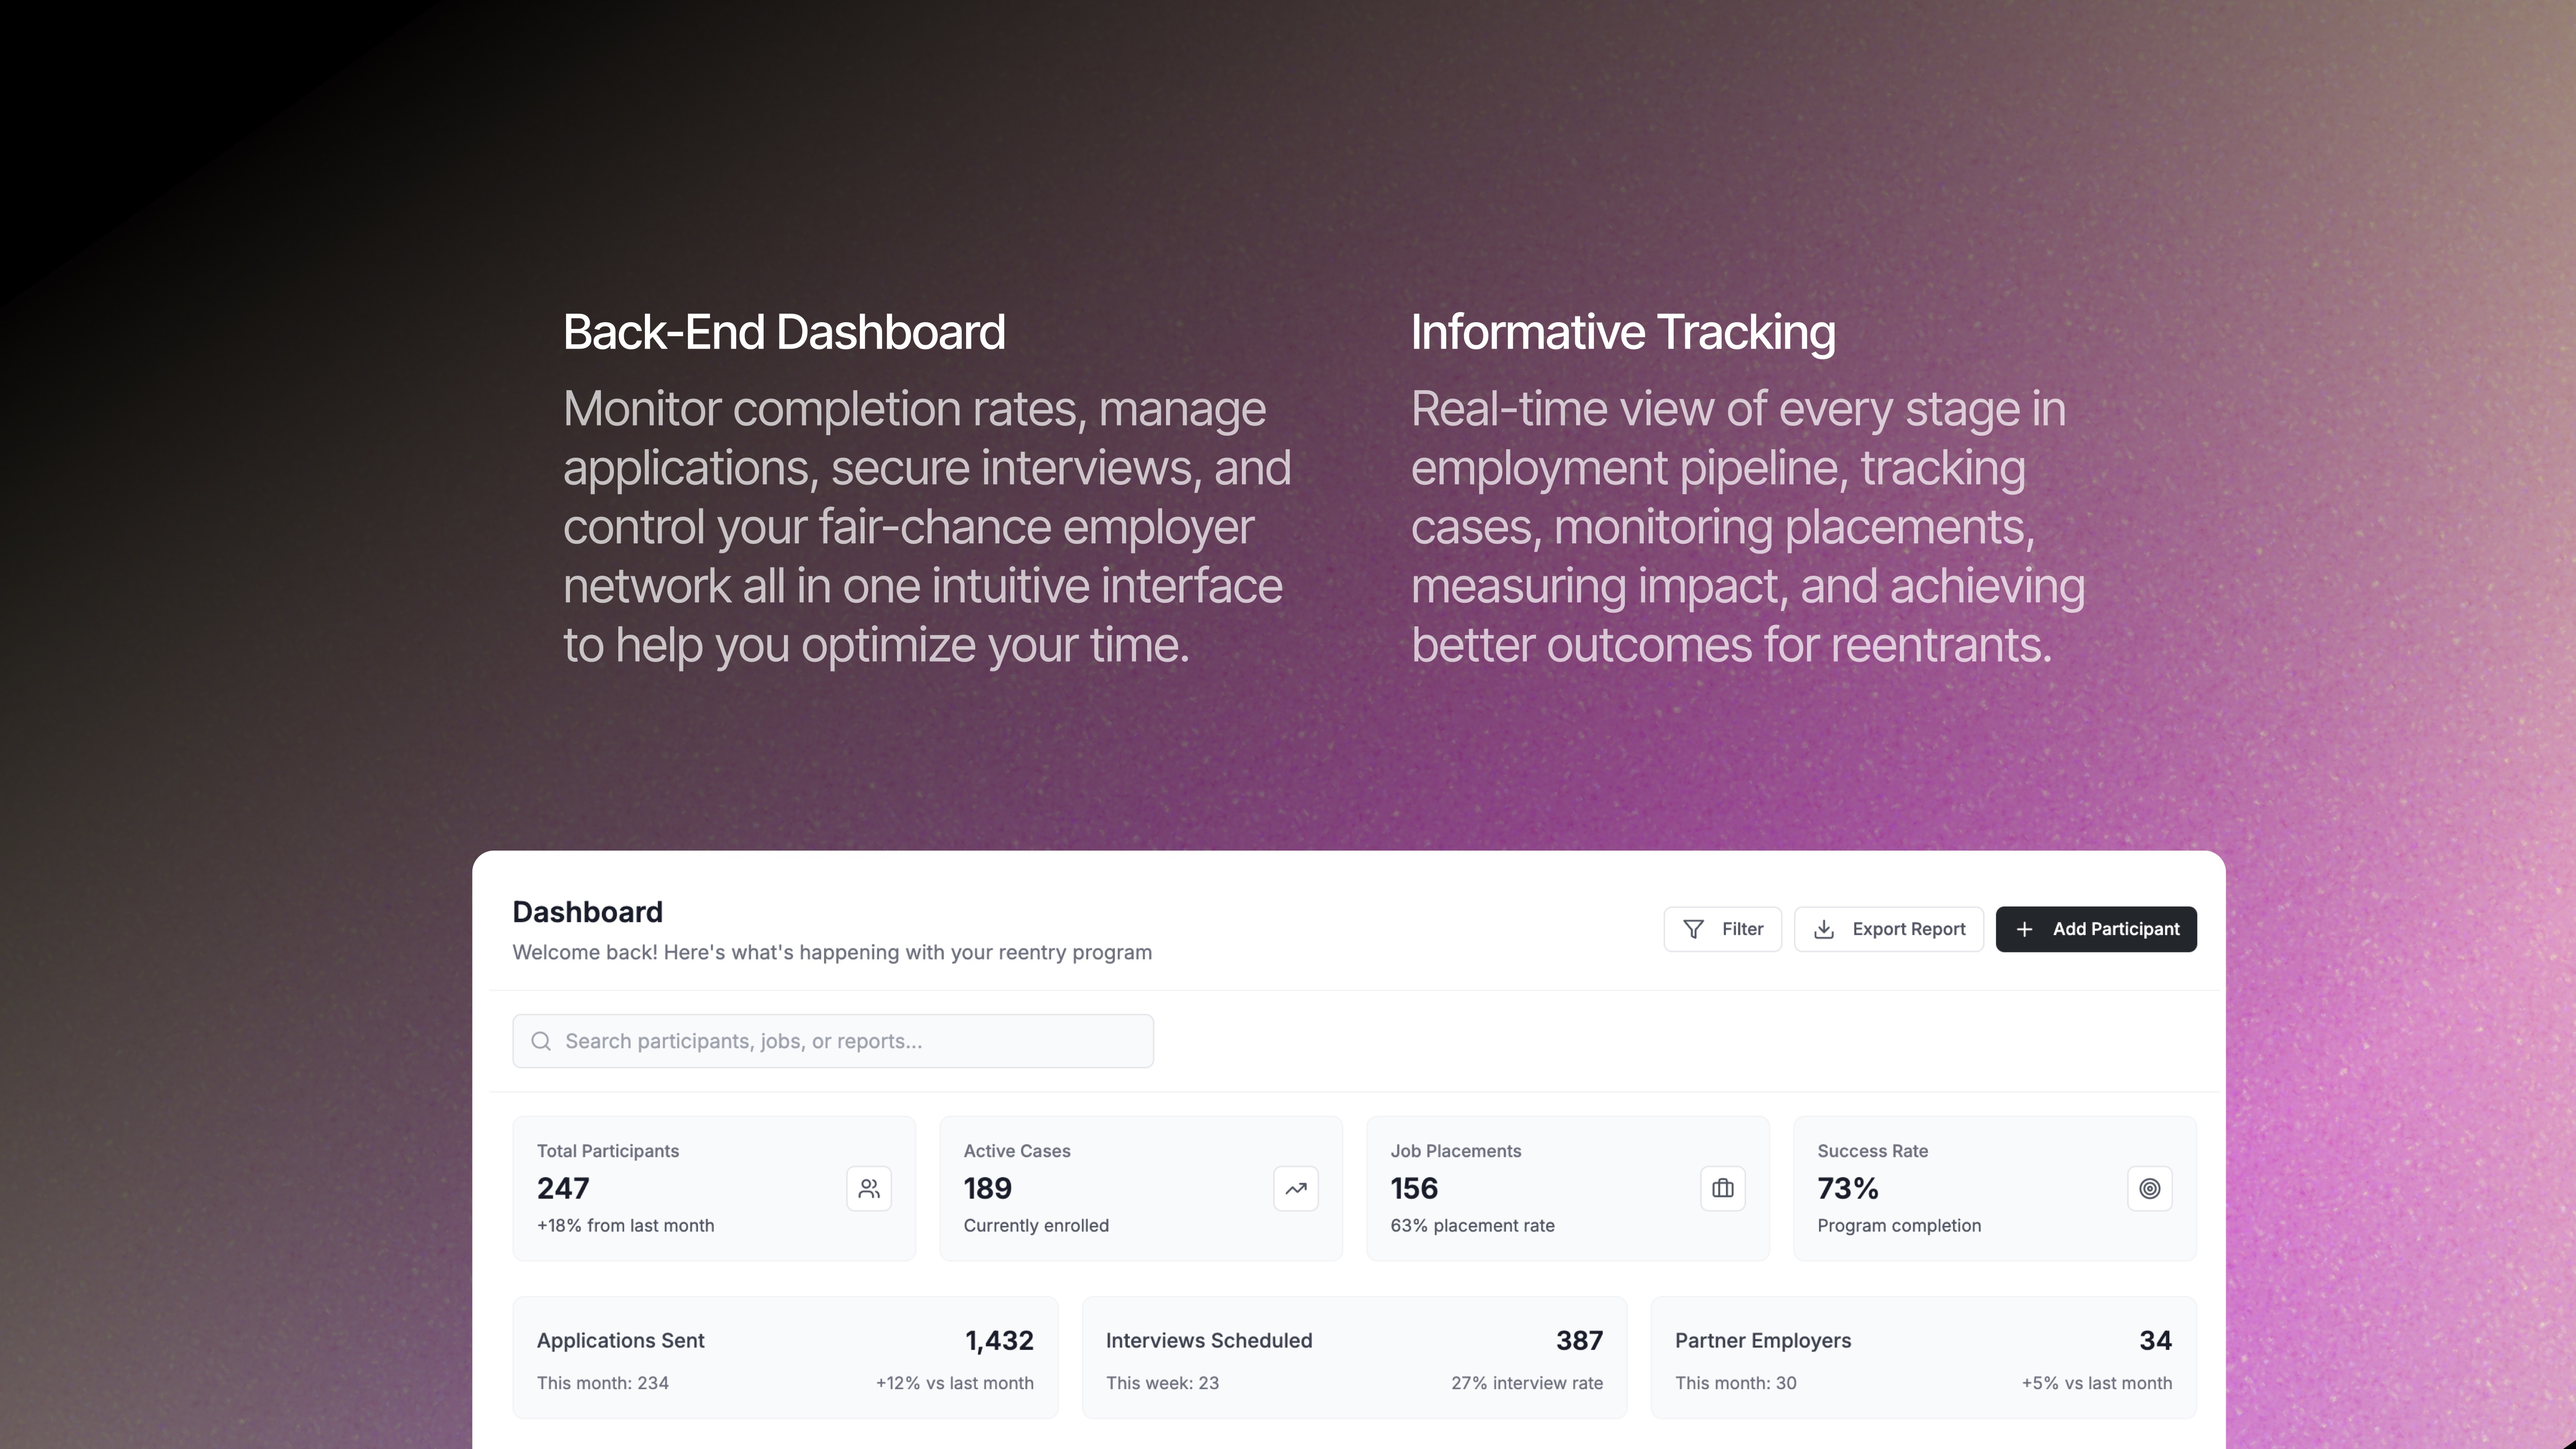 Back-End Dashboard
Monitor completion rates, manage
applications, secure interviews, and
control your fair-chance employer
network all in one intuitive interface
to help you optimize your time.
Informative Tracking
Real-time view of every stage in
employment pipeline, tracking
cases, monitoring placements,
measuring impact, and achieving
better outcomes for reentrants.
Dashboard
Welcome back! Here's what's happening with your reentry program
Filter
Export Report
Add Participant
Search participants, jobs, or reports...
Total Participants
247
+18% from last month
Active Cases
189
Currently enrolled
Job Placements
156
63% placement rate
Success Rate
73%
Program completion
Applications Sent
1,432
This month: 234
+12% vs last month
Interviews Scheduled
387
This week: 23
27% interview rate
Partner Employers
34
This month: 30
+5% vs last month